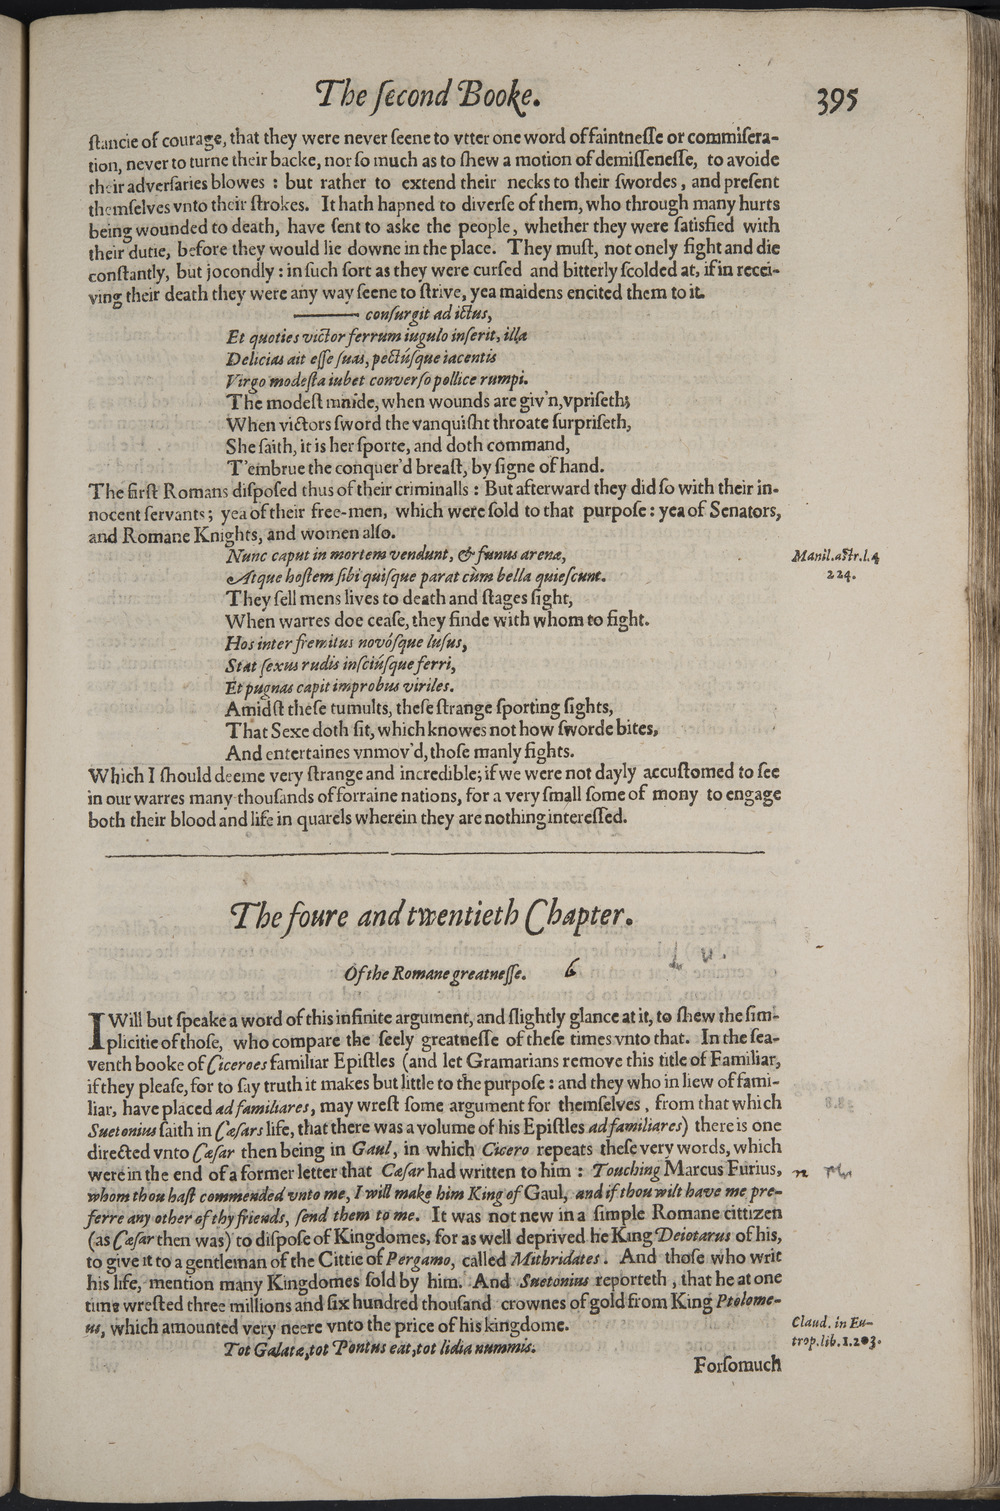 The ſecond Booke. 395
ſtancie of courage, that they were never ſeene to vtter one word of faintneſſe or commiſera-
tion, never to turne their backe, nor ſo much as to ſhew a motion of demiſſeneſſe, to avoide
their adverſaries blowes : but rather to extend their necks to their ſwordes, and preſent
themſelves vnto their ſtrokes. It hath hapned to diverſe of them, who through many hurts
being wounded to death, have ſent to aske the people, whether they were ſatisfied with
their dutie, before they would lie downe in the place. They muſt, not onely fight and die
conſtantly, but jocondly : in ſuch ſort as they were curſed and bitterly ſcolded at, if in recei-
ving their death they were any way ſeene to ſtrive, yea maidens encited them to it.
——— conſurgit ad ictus,
Et quoties victor ferrum iugulo inſerit, illa
Delicias ait eſſe ſuas, pectúſque iacentis
Virgo modeſta iubet converſo pollice rumpi.
The modeſt maide, when wounds are giv'n, vpriſeth;
When victors ſword the vanquiſht throate ſurpriſeth,
She ſaith, it is her ſporte, and doth command,
T'embrue the conquer'd breaſt, by ſigne of hand.
The firſt Romans diſpoſed thus of their criminalls : But afterward they did ſo with their in-
nocent ſervants; yea of their free-men, which were ſold to that purpoſe : yea of Senators,
and Romane Knights, and women alſo.
Nunc caput in mortem vendunt, & funus arenæ,
Atque hoſtem ſibi quiſque parat cùm bella quieſcunt.
Manil. aſtr. l. 4
224.
They ſell mens lives to death and ſtages ſight,
When warres doe ceaſe, they finde with whom to fight.
Hos inter fremitus novóſque luſus,
Stat ſexus rudis inſciúſque ferri,
Et pugnas capit improbus viriles.
Amidſt theſe tumults, theſe ſtrange ſporting ſights,
That Sexe doth ſit, which knowes not how ſworde bites,
And entertaines vnmov'd, thoſe manly fights.
Which I ſhould deeme very ſtrange and incredible; if we were not dayly accuſtomed to ſee
in our warres many thouſands of forraine nations, for a very ſmall ſome of mony to engage
both their blood and life in quarels wherein they are nothing intereſſed.
The foure and twentieth Chapter.
Of the Romane greatneſſe. 6
I Will but ſpeake a word of this infinite argument, and ſlightly glance at it, to ſhew the ſim-
plicitie of thoſe, who compare the ſeely greatneſſe of theſe times vnto that. In the ſea-
venth booke of Ciceroes familiar Epiſtles (and let Gramarians remove this title of Familiar,
if they pleaſe, for to ſay truth it makes but little to the purpoſe : and they who in liew of fami-
liar, have placed ad familiares, may wreſt ſome argument for themſelves, from that which
Suetonius ſaith in Cæſars life, that there was a volume of his Epiſtles ad familiares) there is one
directed vnto Cæſar then being in Gaul, in which Cicero repeats theſe very words, which
were in the end of a former letter that Cæſar had written to him : Touching Marcus Furius,
whom thou haſt commended vnto me, I will make him King of Gaul, and if thou wilt have me pre-
ferre any other of thy friends, ſend them to me. It was not new in a ſimple Romane cittizen
(as Cæſar then was) to diſpoſe of Kingdomes, for as well deprived he King Deiotarus of his,
to give it to a gentleman of the Cittie of Pergamo, called Mithridates. And thoſe who writ
his life, mention many Kingdomes ſold by him. And Suetonius reporteth, that he at one
time wreſted three millions and ſix hundred thouſand crownes of gold from King Ptolome-
us, which amounted very neere vnto the price of his kingdome.
Tot Galatæ, tot Pontus eat, tot lidia nummis.
Claud. in Eu-
trop. lib. 1. 203.
Forſomuch